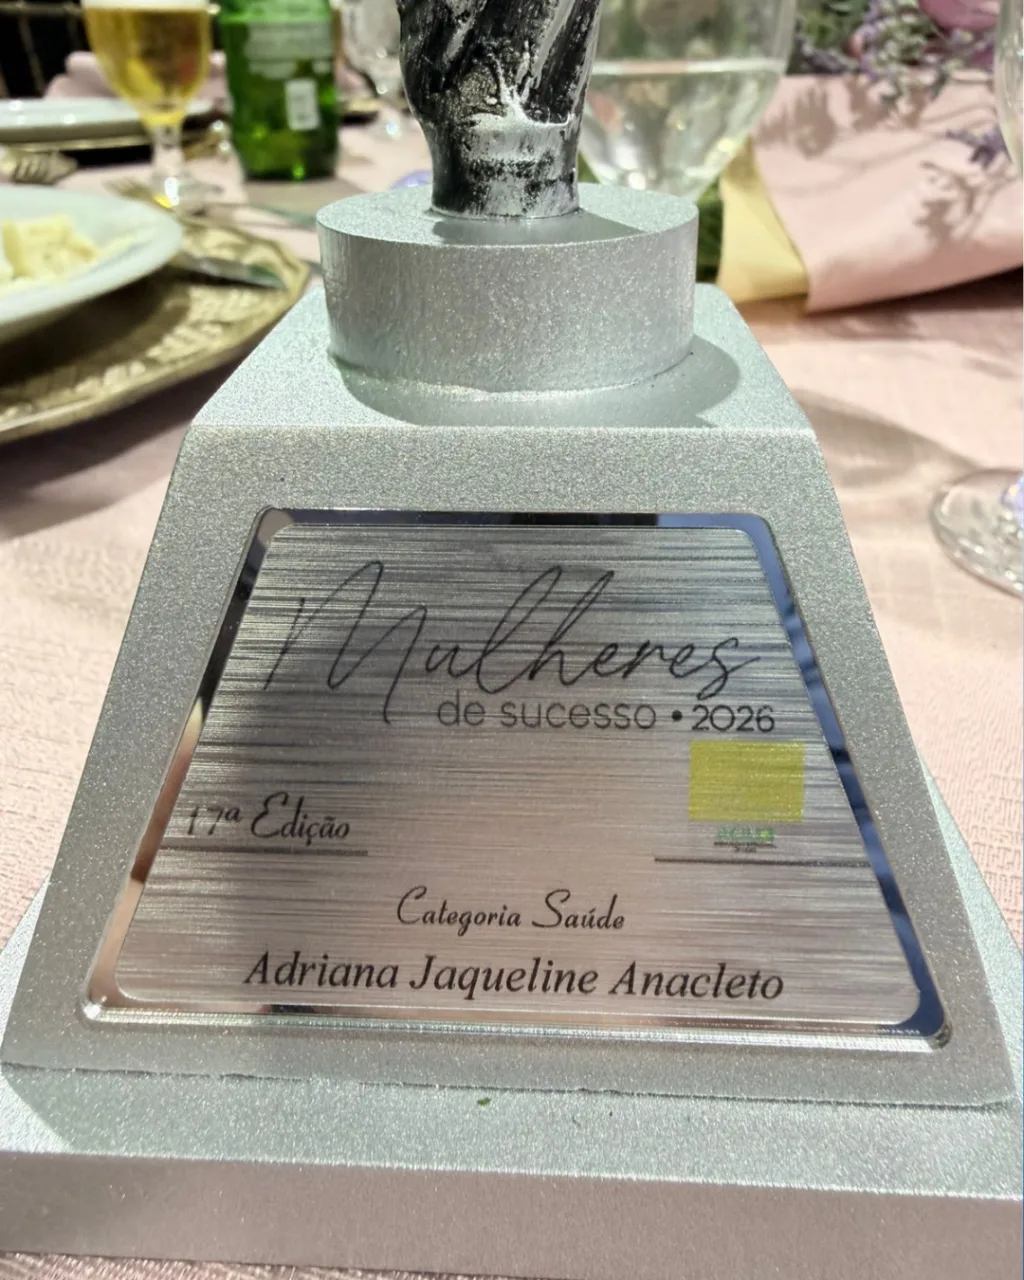 Mulheres
de sucesso • 2026
17ª Edição
Categoria Saúde
Adriana Jaqueline Anacleto